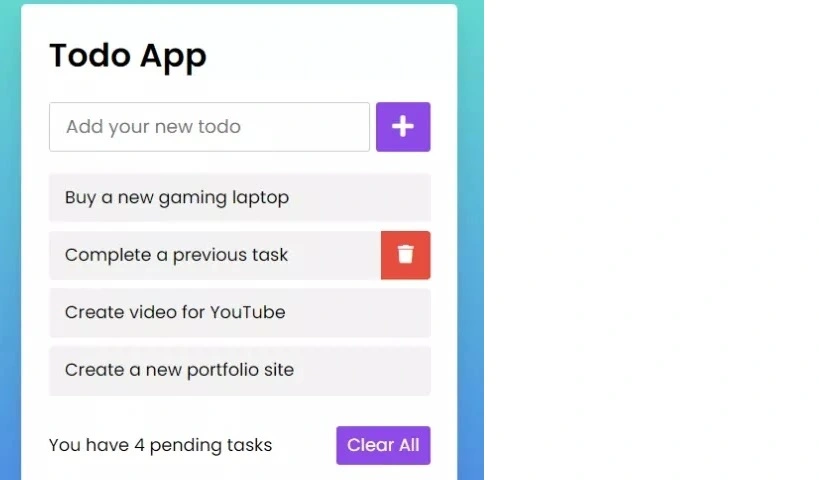 Todo App
Add your new todo
Buy a new gaming laptop
Complete a previous task
Create video for YouTube
Create a new portfolio site
You have 4 pending tasks Clear All